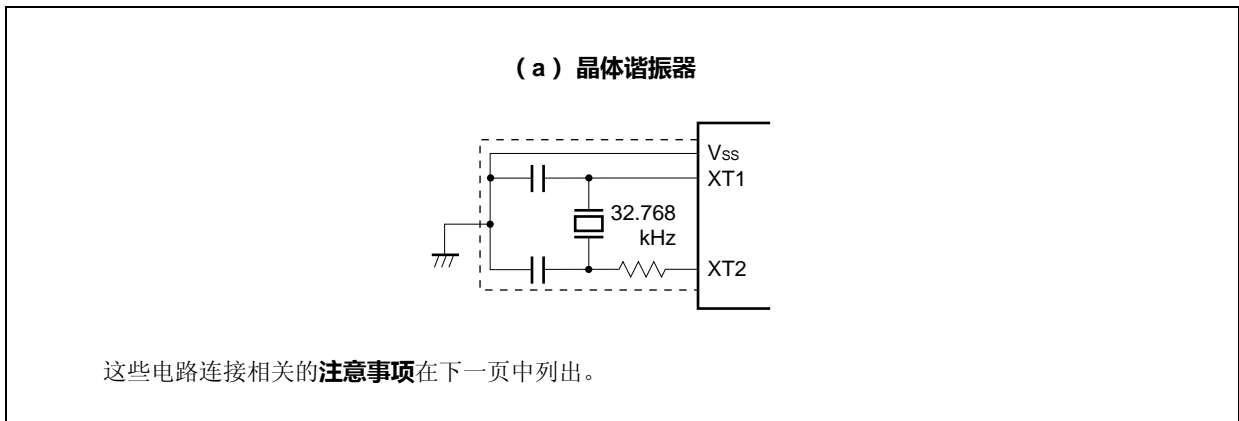 （a）晶体谐振器
Vss
XT1
32.768
kHz
XT2
这些电路连接相关的注意事项在下一页中列出。